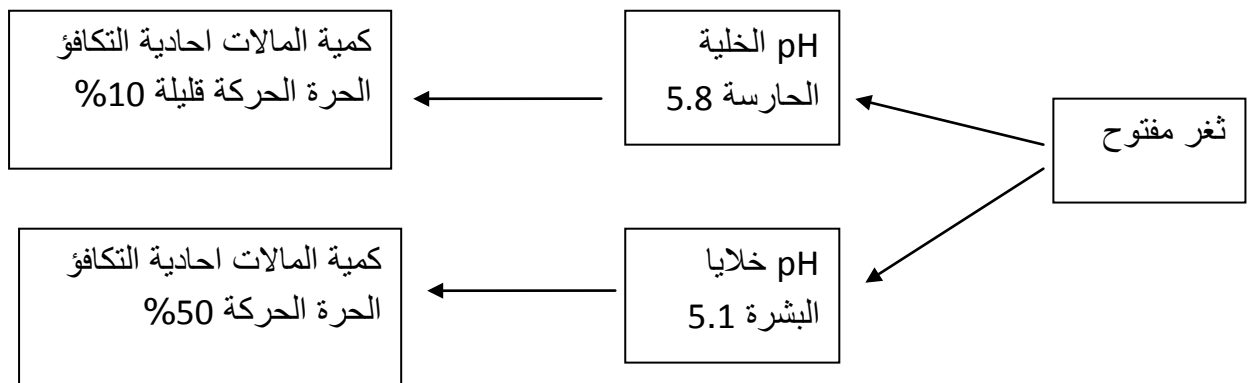 ثغر مفتوح
pH الخلية
الحارسة 5.8
كمية المالات احادية التكافؤ
الحرة الحركة قليلة 10%
pH خلايا
البشرة 5.1
كمية المالات احادية التكافؤ
الحرة الحركة 50%